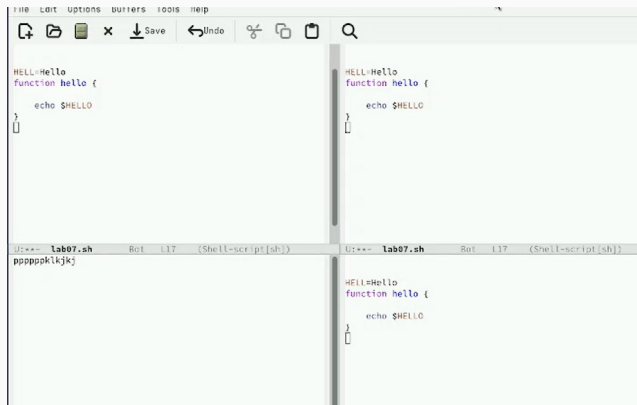 File Edit Options Buffers Tools Help
Save Undo
HELL=Hello
function hello {
echo $HELLO
}
U:**- lab07.sh Bot L17 (Shell-script[sh])
HELL=Hello
function hello {
echo $HELLO
}
U:**- lab07.sh Bot L17 (Shell-script[sh])
ppppppklkjkj
HELL=Hello
function hello {
echo $HELLO
}